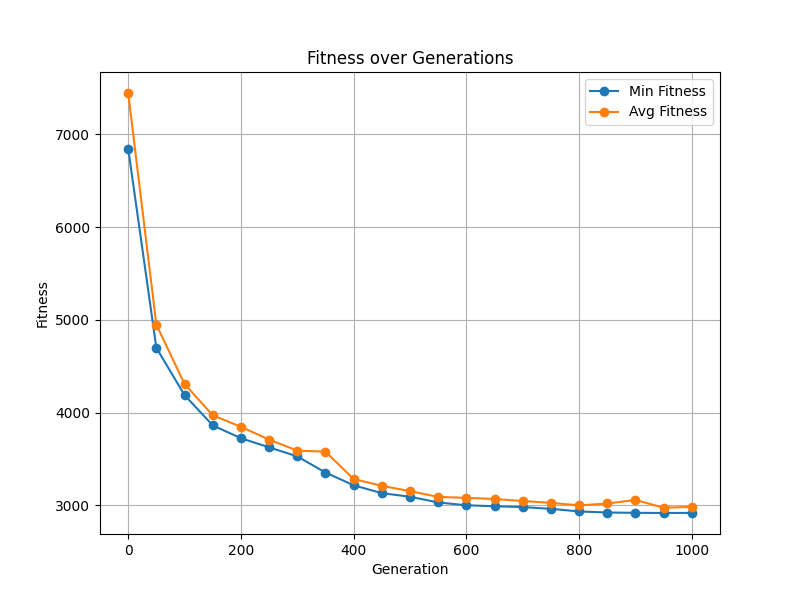 Fitness over Generations
Min Fitness
Avg Fitness
7000
6000
5000
4000
3000
Fitness
0 200 400 600 800 1000
Generation